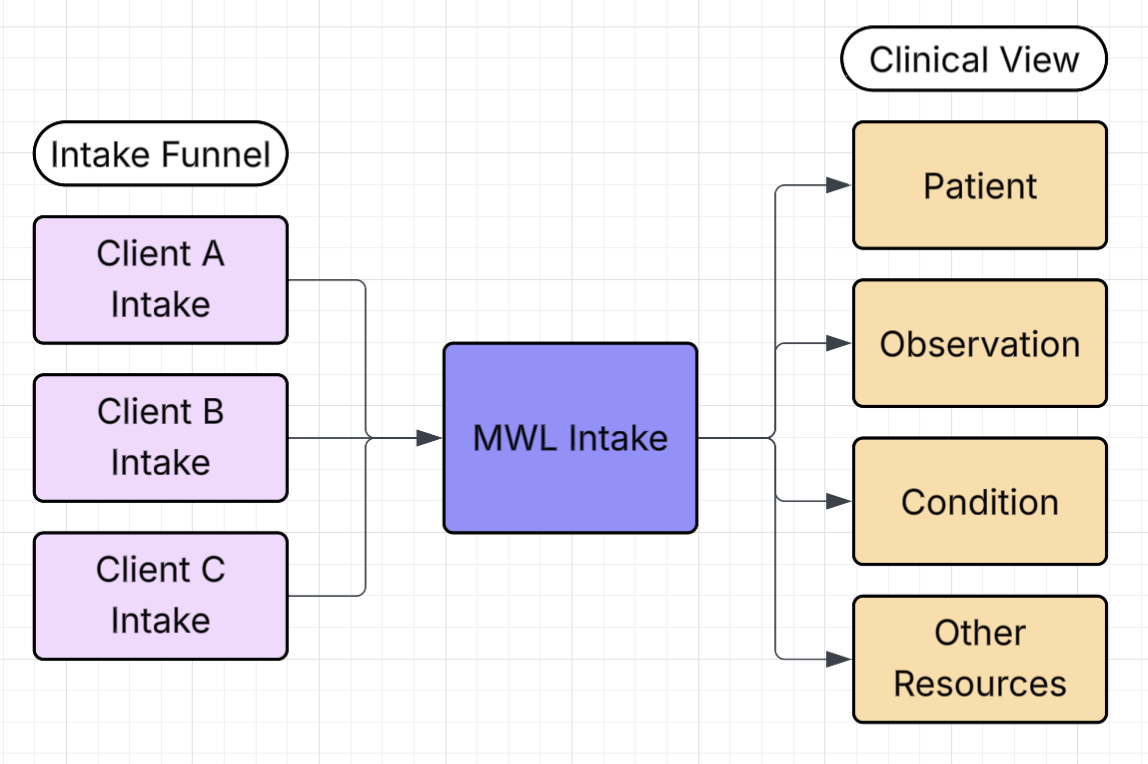 Intake Funnel
Client A
Intake
Client B
Intake
Client C
Intake
MWL Intake
Clinical View
Patient
Observation
Condition
Other
Resources